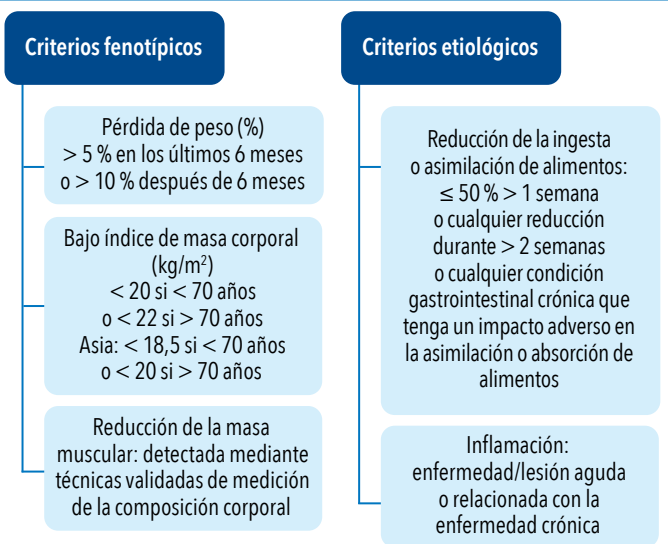 Criterios fenotípicos
Pérdida de peso (%)
> 5 % en los últimos 6 meses
o > 10 % después de 6 meses
Bajo índice de masa corporal
(kg/m²)
< 20 si < 70 años
o < 22 si > 70 años
Asia: < 18,5 si < 70 años
o < 20 si > 70 años
Reducción de la masa
muscular: detectada mediante
técnicas validadas de medición
de la composición corporal
Criterios etiológicos
Reducción de la ingesta
o asimilación de alimentos:
≤ 50 % > 1 semana
o cualquier reducción
durante > 2 semanas
o cualquier condición
gastrointestinal crónica que
tenga un impacto adverso en
la asimilación o absorción de
alimentos
Inflamación:
enfermedad/lesión aguda
o relacionada con la
enfermedad crónica